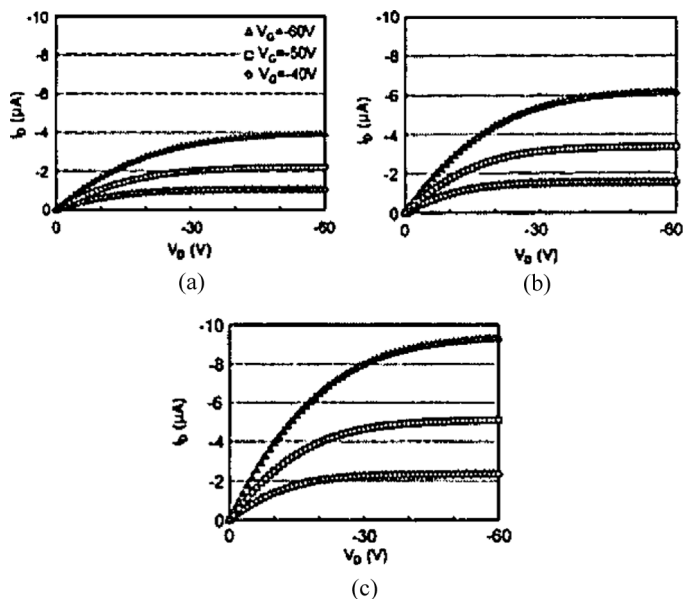 -10
-8
-6
-4
-2
0
I_D (μA)
△ V_G=-60V
□ V_G=-50V
◇ V_G=-40V
0
-30
-60
V_D (V)
(a)
-10
-8
-6
-4
-2
0
I_D (μA)
0
-30
-60
V_D (V)
(b)
-10
-8
-6
-4
-2
0
I_D (μA)
0
-30
-60
V_D (V)
(c)